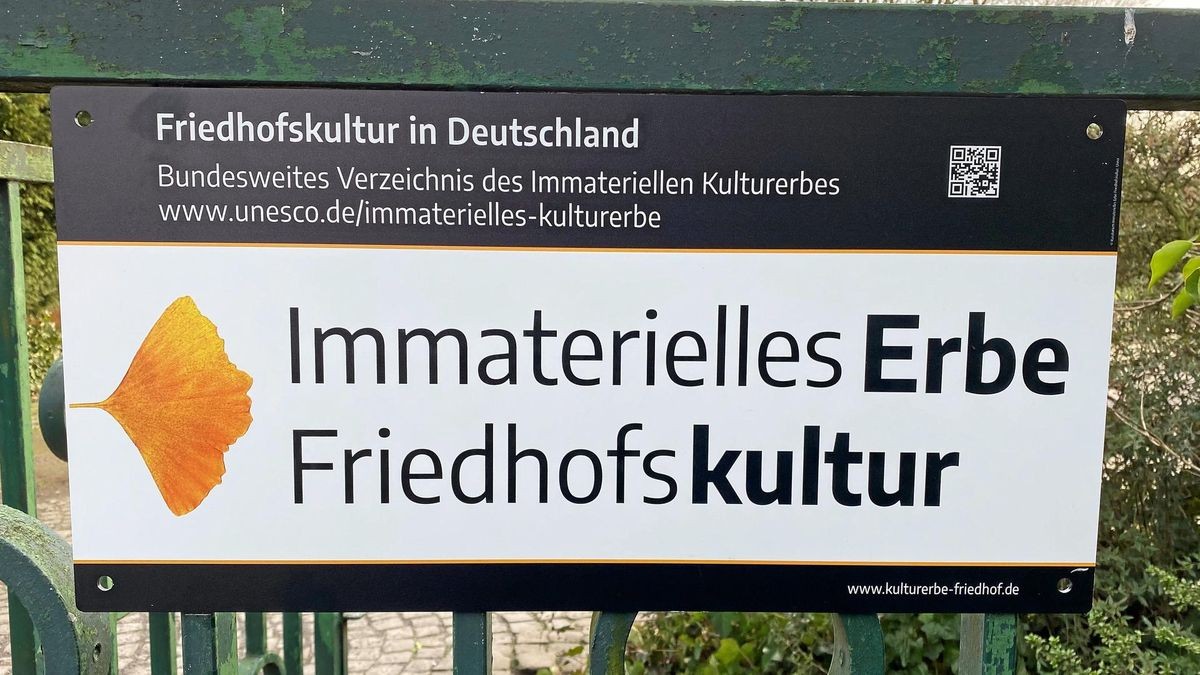 Friedhofskultur in Deutschland
Bundesweites Verzeichnis des Immateriellen Kulturerbes
www.unesco.de/immaterielles-kulturerbe
Immaterielles Erbe
Friedhofskultur
www.kulturerbe-friedhof.de